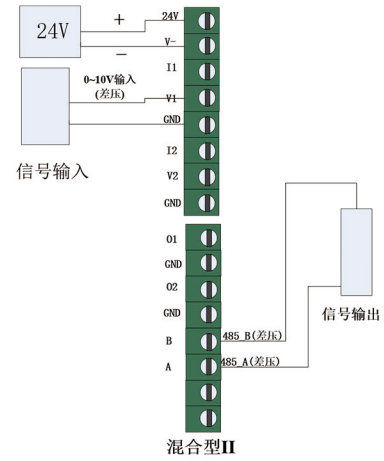 24V
+
24V
−
V-
I1
0~10V输入
(差压)
V1
GND
信号输入
I2
V2
GND
O1
GND
O2
GND
信号输出
B
485_B(差压)
A
485_A(差压)
混合型II